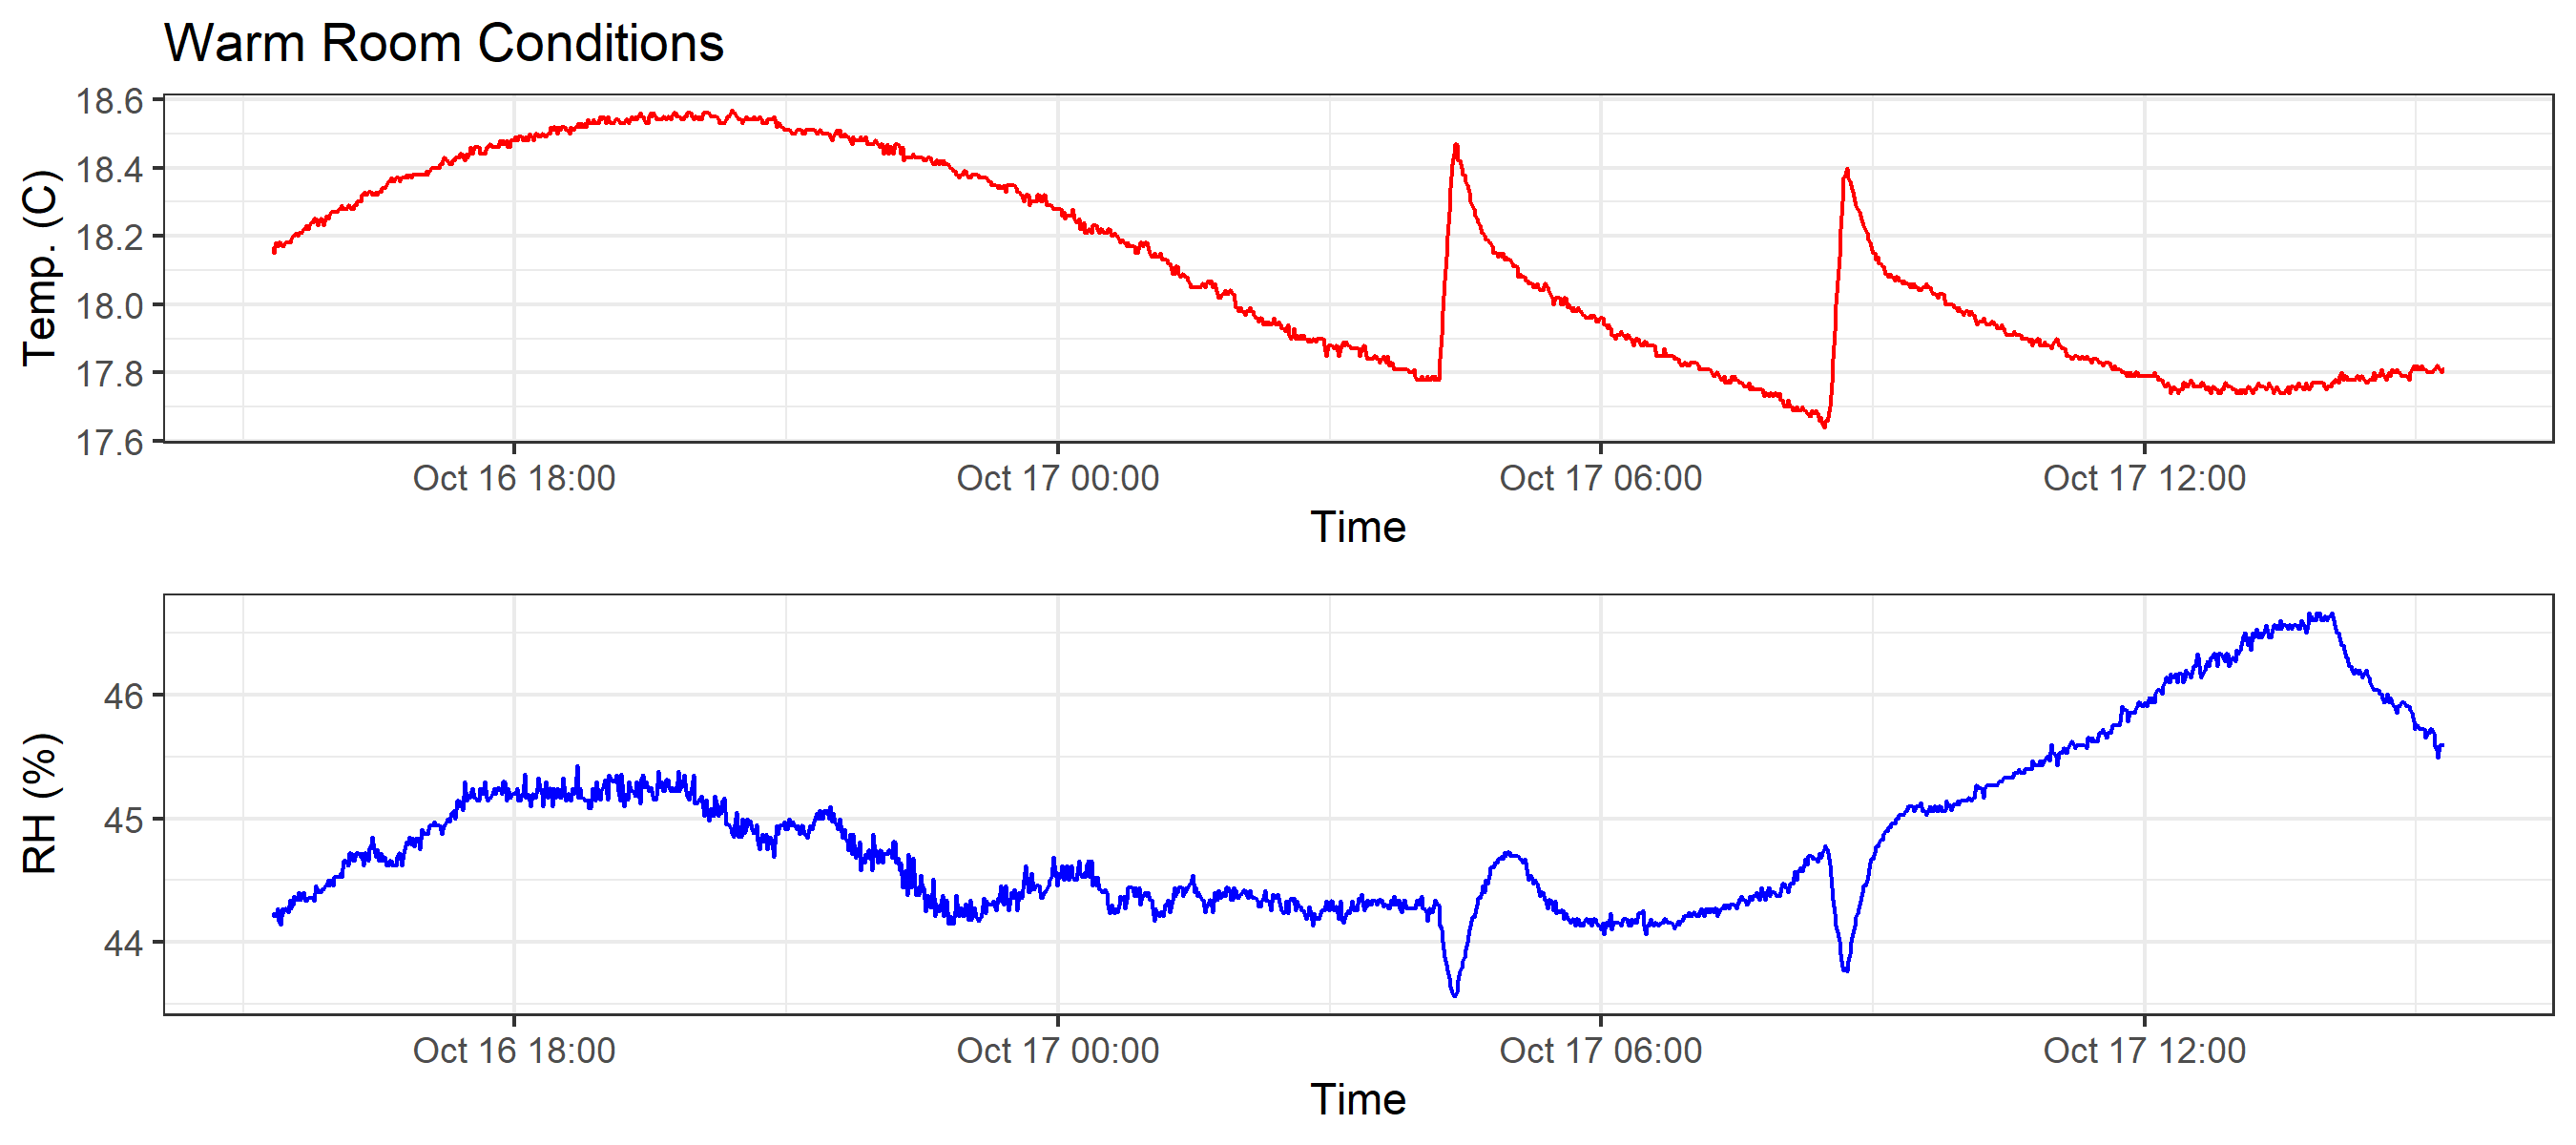 Warm Room Conditions
Temp. (C)
18.6
18.4
18.2
18.0
17.8
17.6
Oct 16 18:00 Oct 17 00:00 Oct 17 06:00 Oct 17 12:00
Time
RH (%)
46
45
44
Oct 16 18:00 Oct 17 00:00 Oct 17 06:00 Oct 17 12:00
Time